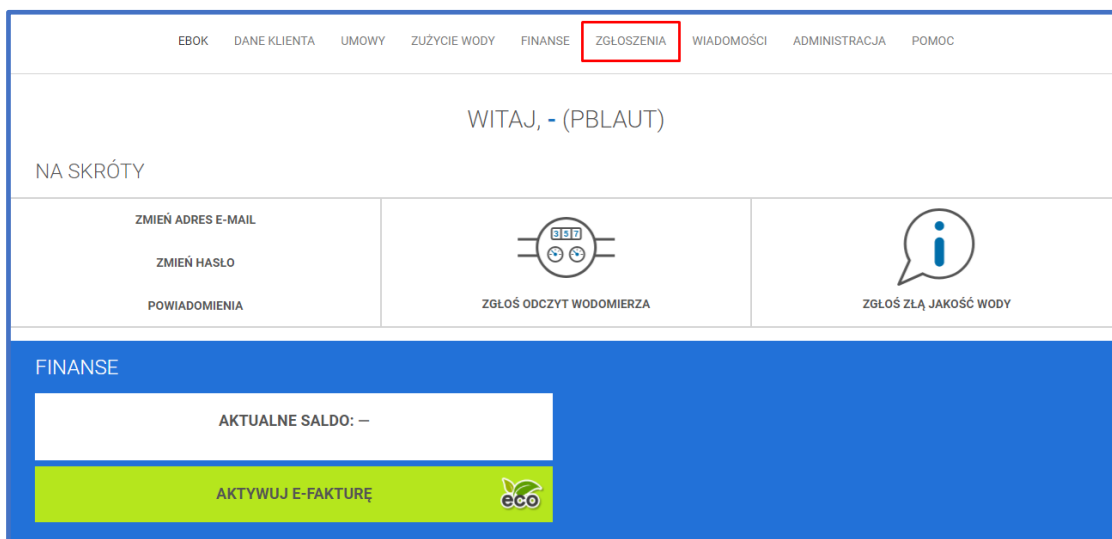 EBOK DANE KLIENTA UMOWY ZUŻYCIE WODY FINANSE ZGŁOSZENIA WIADOMOŚCI ADMINISTRACJA POMOC
WITAJ, - (PBLAUT)
NA SKRÓTY
ZMIEŃ ADRES E-MAIL
ZMIEŃ HASŁO
POWIADOMIENIA
357
ZGŁOŚ ODCZYT WODOMIERZA
i
ZGŁOŚ ZŁĄ JAKOŚĆ WODY
FINANSE
AKTUALNE SALDO: —
AKTYWUJ E-FAKTURĘ
eco